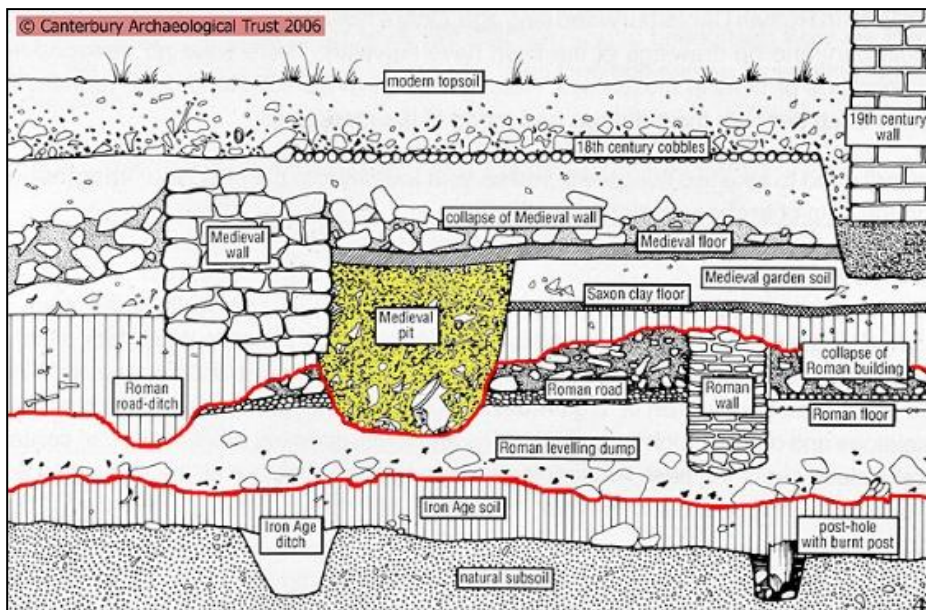 © Canterbury Archaeological Trust 2006
modern topsoil
19th century
wall
18th century cobbles
collapse of Medieval wall
Medieval
wall
Medieval floor
Medieval garden soil
Saxon clay floor
Medieval
pit
collapse of
Roman building
Roman
road-ditch
Roman road
Roman
wall
Roman floor
Roman levelling dump
Iron Age soil
Iron Age
ditch
post-hole
with burnt post
natural subsoil